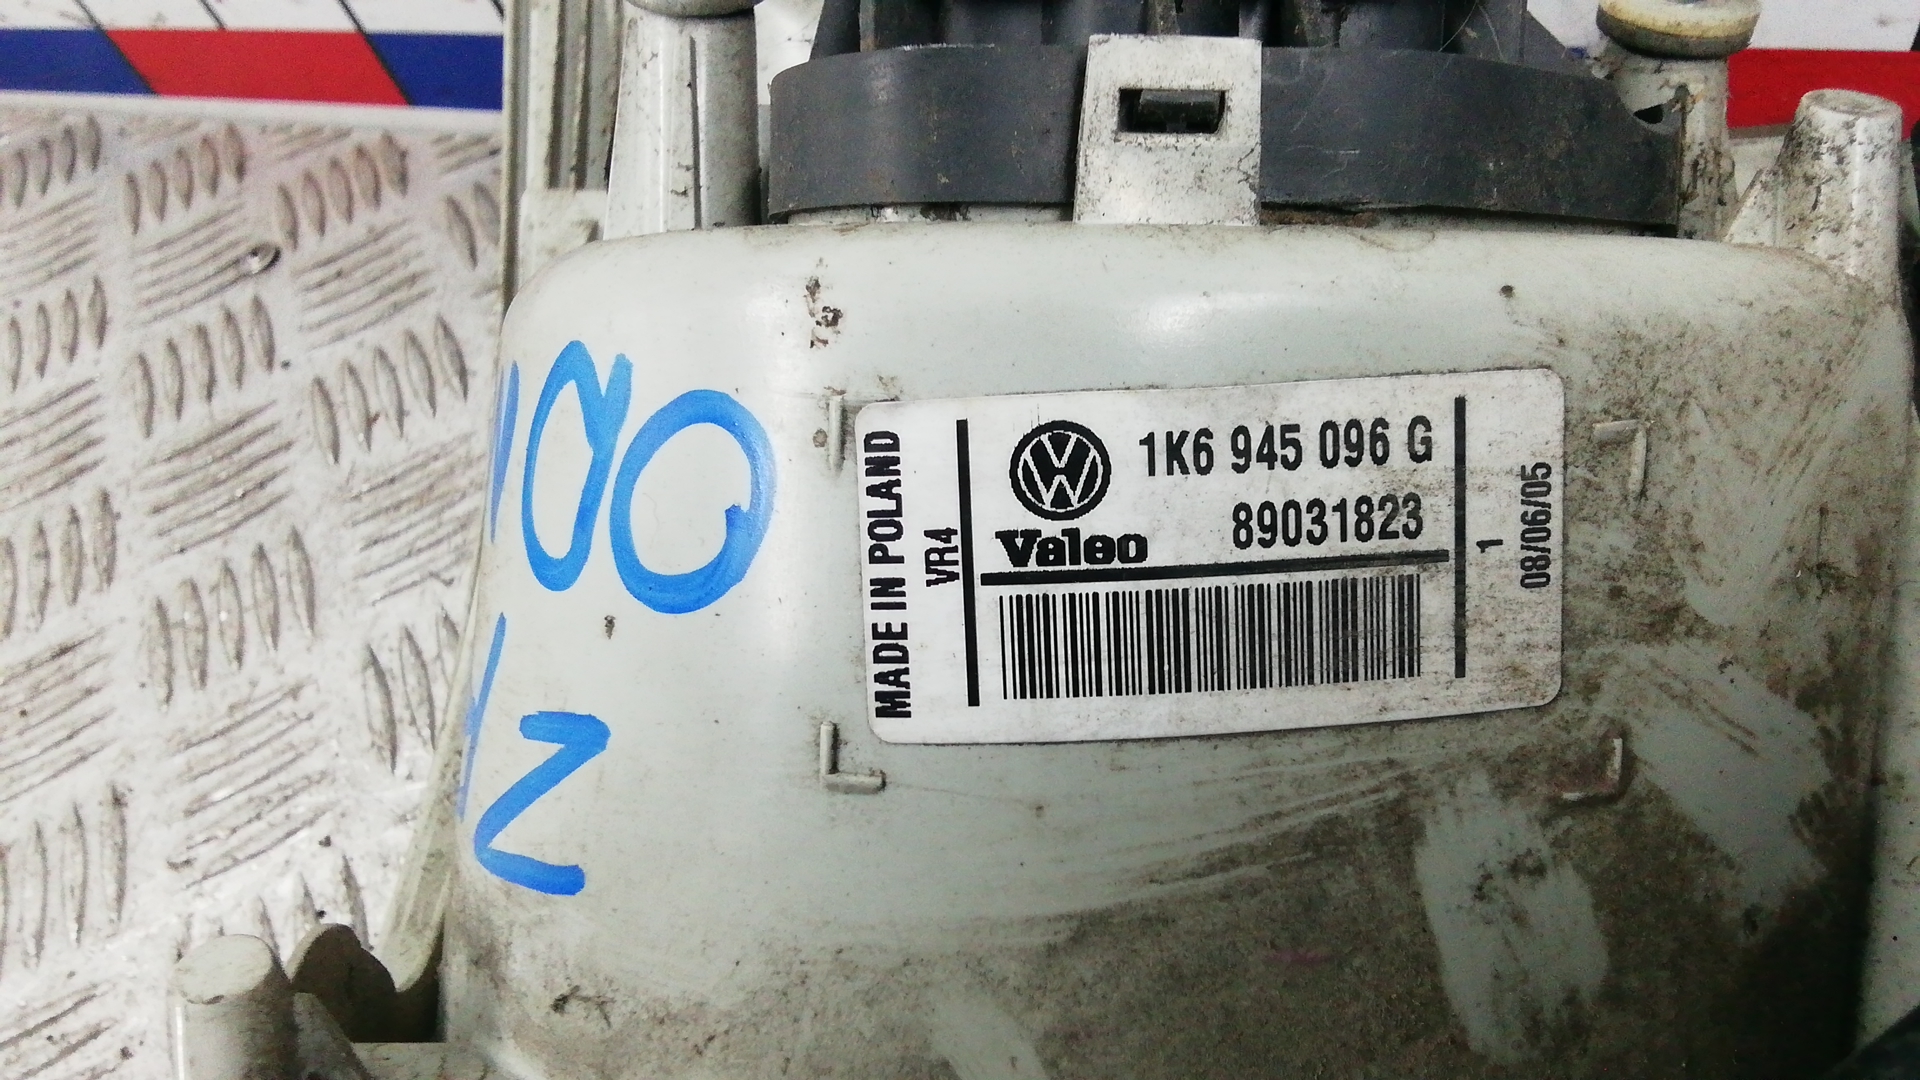 MADE IN POLAND
VR4
1K6 945 096 G
89031823
Valeo
1
08/06/05